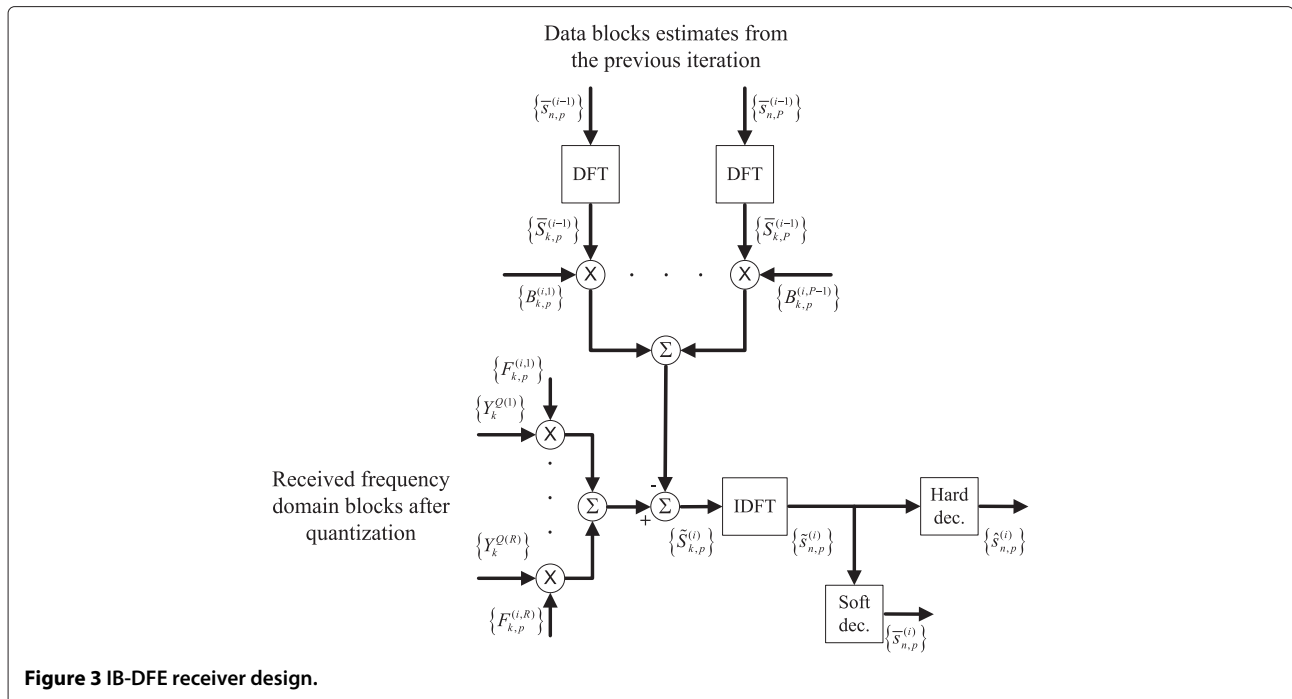 Data blocks estimates from
the previous iteration
{s̅_{n,p}^{(i-1)}}
{s̅_{n,P}^{(i-1)}}
DFT
DFT
{S̅_{k,p}^{(i-1)}}
{S̅_{k,P}^{(i-1)}}
X
· · ·
X
{B_{k,p}^{(i,1)}}
{B_{k,p}^{(i,P-1)}}
Σ
{F_{k,p}^{(i,1)}}
{Y_k^{Q(1)}}
X
Received frequency
domain blocks after
quantization
Σ
+
-
Σ
{S̃_{k,p}^{(i)}}
IDFT
{s̃_{n,p}^{(i)}}
Hard
dec.
{ŝ_{n,p}^{(i)}}
{Y_k^{Q(R)}}
X
{F_{k,p}^{(i,R)}}
Soft
dec.
{s̅_{n,p}^{(i)}}
Figure 3 IB-DFE receiver design.